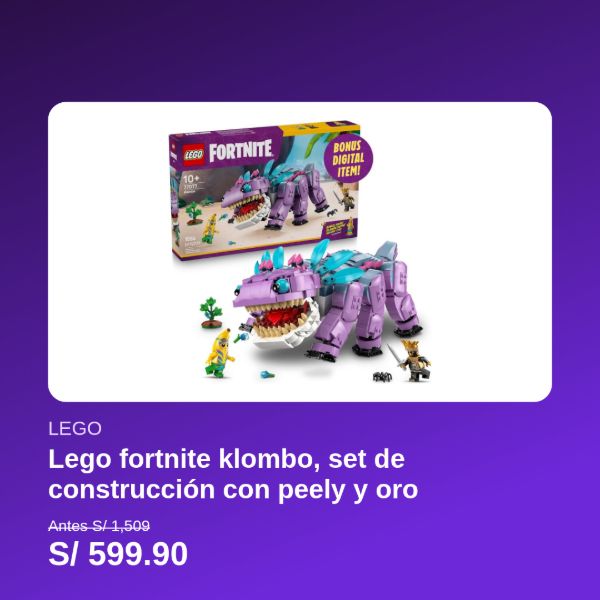 LEGO FORTNITE
BONUS
DIGITAL
ITEM!
10+
77077
LEGO
Lego fortnite klombo, set de
construcción con peely y oro
Antes S/ 1,509
S/ 599.90